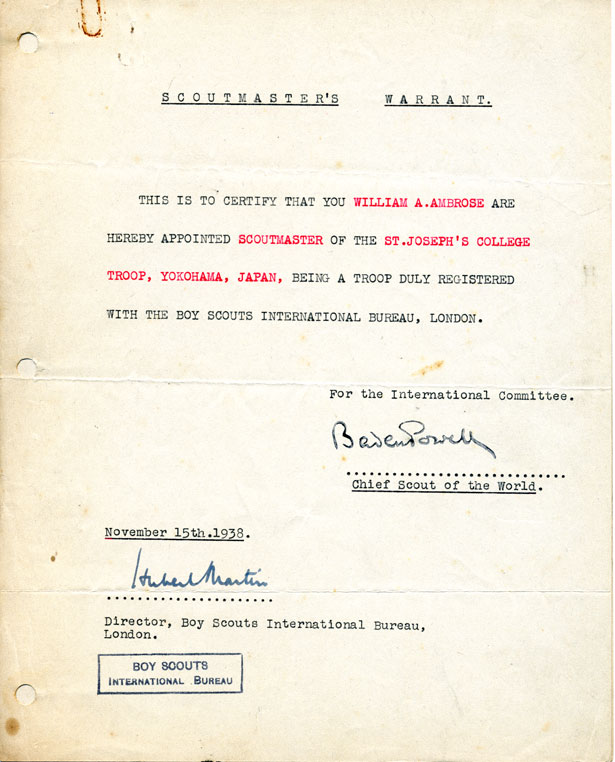 SCOUTMASTER'S WARRANT.
THIS IS TO CERTIFY THAT YOU WILLIAM A.AMBROSE ARE
HEREBY APPOINTED SCOUTMASTER OF THE ST.JOSEPH'S COLLEGE
TROOP, YOKOHAMA, JAPAN, BEING A TROOP DULY REGISTERED
WITH THE BOY SCOUTS INTERNATIONAL BUREAU, LONDON.
For the International Committee.
Baden Powell
Chief Scout of the World.
November 15th.1938.
Hubert Martin
Director, Boy Scouts International Bureau,
London.
BOY SCOUTS
INTERNATIONAL BUREAU